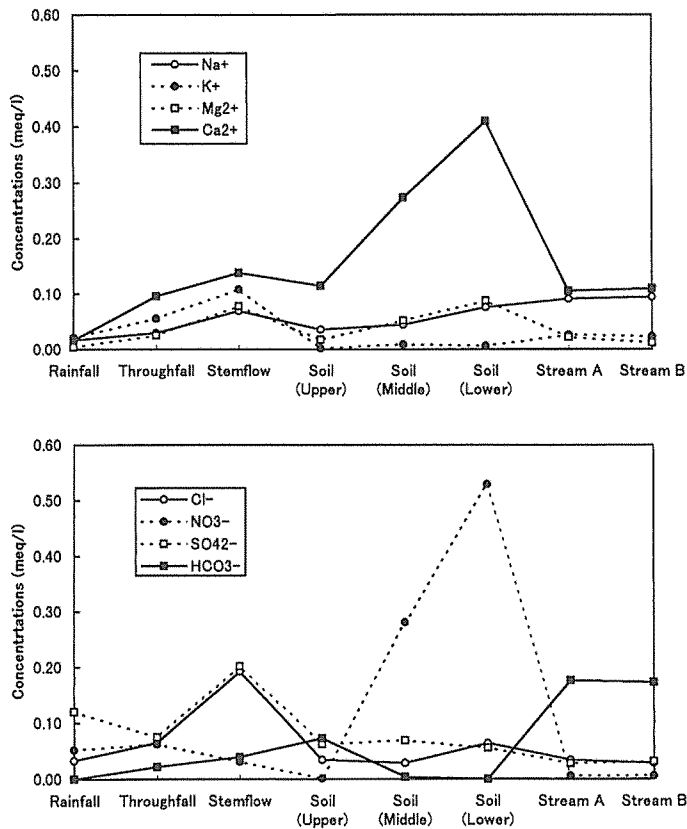 0.60
0.50
0.40
0.30
0.20
0.10
0.00
Concentrtations (meq/l)
Na+
K+
Mg2+
Ca2+
Rainfall Throughfall Stemflow Soil Soil Soil Stream A Stream B
(Upper) (Middle) (Lower)
0.60
0.50
0.40
0.30
0.20
0.10
0.00
Concentrtations (meq/l)
Cl-
NO3-
SO42-
HCO3-
Rainfall Throughfall Stemflow Soil Soil Soil Stream A Stream B
(Upper) (Middle) (Lower)